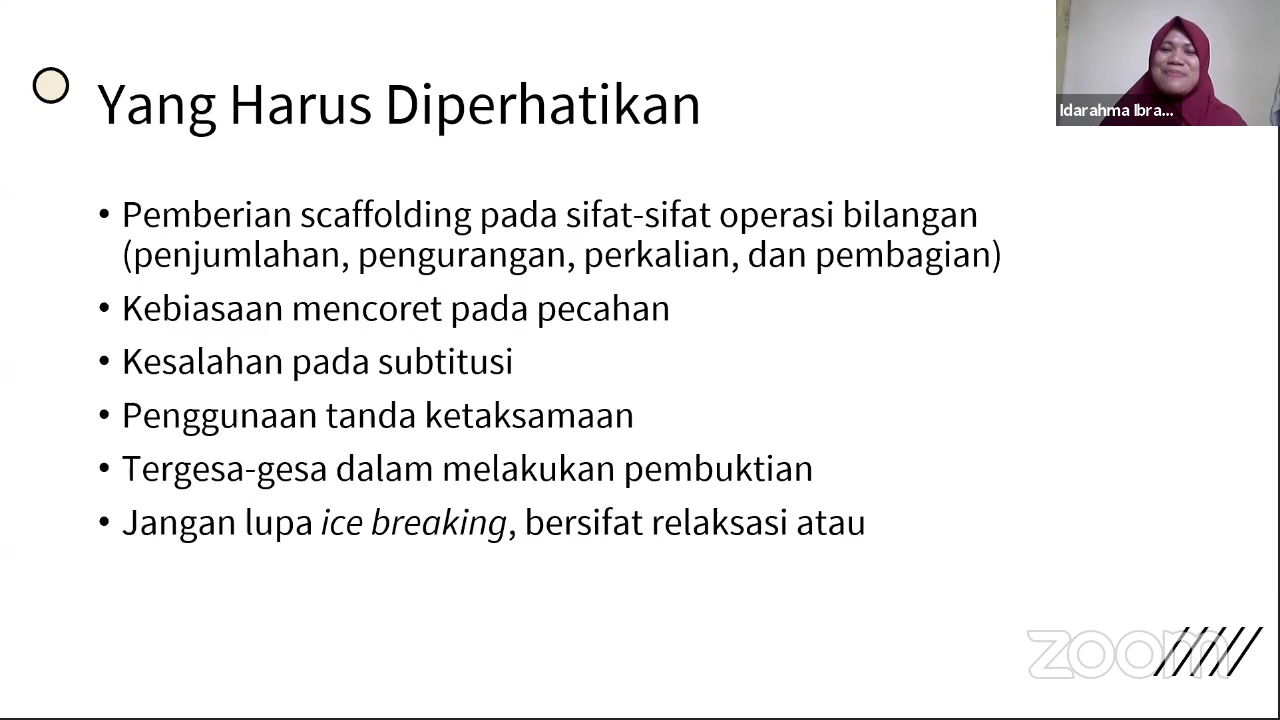 Yang Harus Diperhatikan
Idarahma Ibra...
• Pemberian scaffolding pada sifat-sifat operasi bilangan
(penjumlahan, pengurangan, perkalian, dan pembagian)
• Kebiasaan mencoret pada pecahan
• Kesalahan pada subtitusi
• Penggunaan tanda ketaksamaan
• Tergesa-gesa dalam melakukan pembuktian
• Jangan lupa ice breaking, bersifat relaksasi atau
zoom